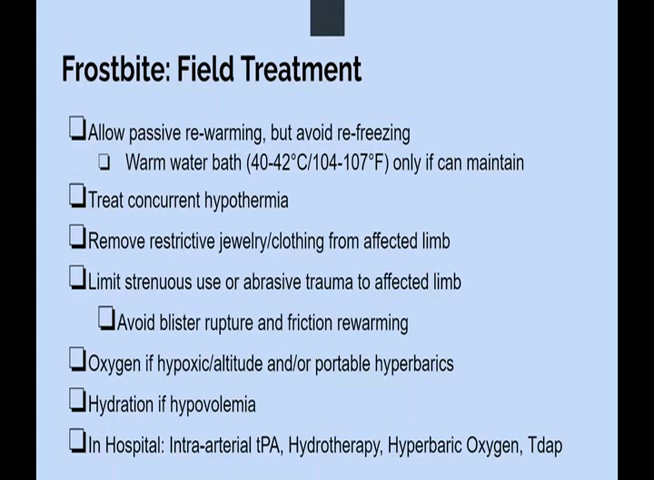 Frostbite: Field Treatment
Allow passive re-warming, but avoid re-freezing
Warm water bath (40-42°C/104-107°F) only if can maintain
Treat concurrent hypothermia
Remove restrictive jewelry/clothing from affected limb
Limit strenuous use or abrasive trauma to affected limb
Avoid blister rupture and friction rewarming
Oxygen if hypoxic/altitude and/or portable hyperbarics
Hydration if hypovolemia
In Hospital: Intra-arterial tPA, Hydrotherapy, Hyperbaric Oxygen, Tdap